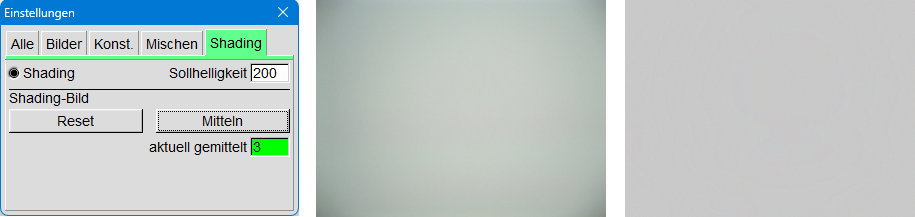 Einstellungen
Alle Bilder Konst. Mischen Shading
Shading Sollhelligkeit 200
Shading-Bild
Reset Mitteln
aktuell gemittelt 3